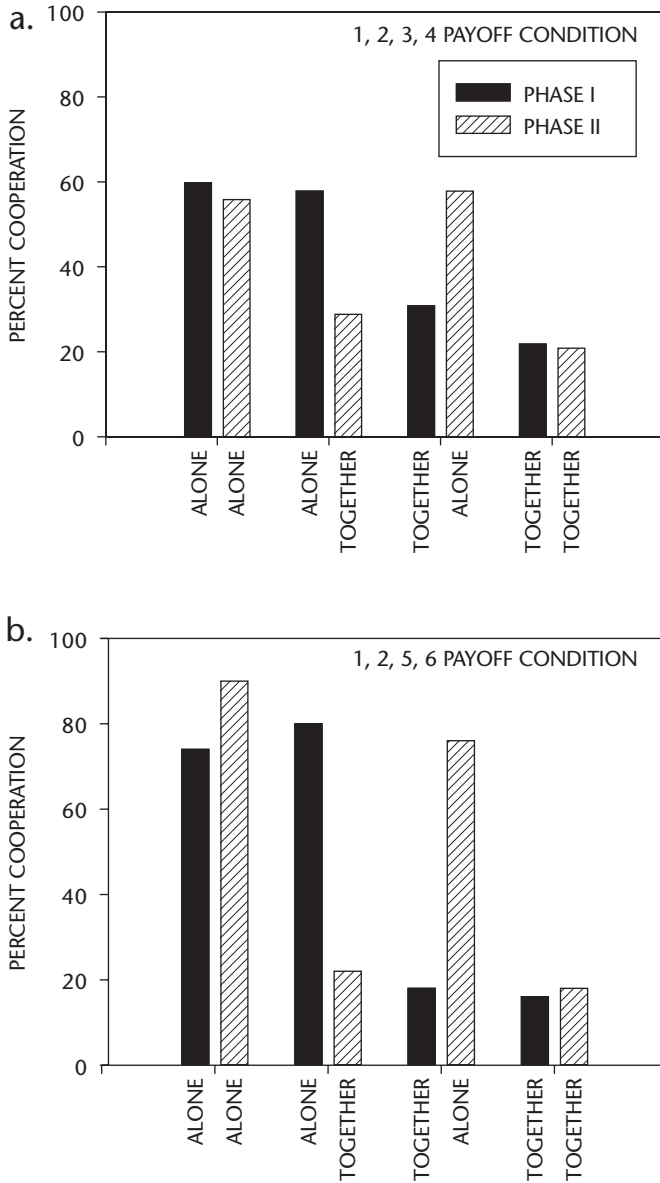 a.
1, 2, 3, 4 PAYOFF CONDITION
PHASE I
PHASE II
PERCENT COOPERATION
100
80
60
40
20
0
ALONE
ALONE
ALONE
TOGETHER
TOGETHER
ALONE
TOGETHER
TOGETHER
b.
1, 2, 5, 6 PAYOFF CONDITION
PERCENT COOPERATION
100
80
60
40
20
0
ALONE
ALONE
ALONE
TOGETHER
TOGETHER
ALONE
TOGETHER
TOGETHER